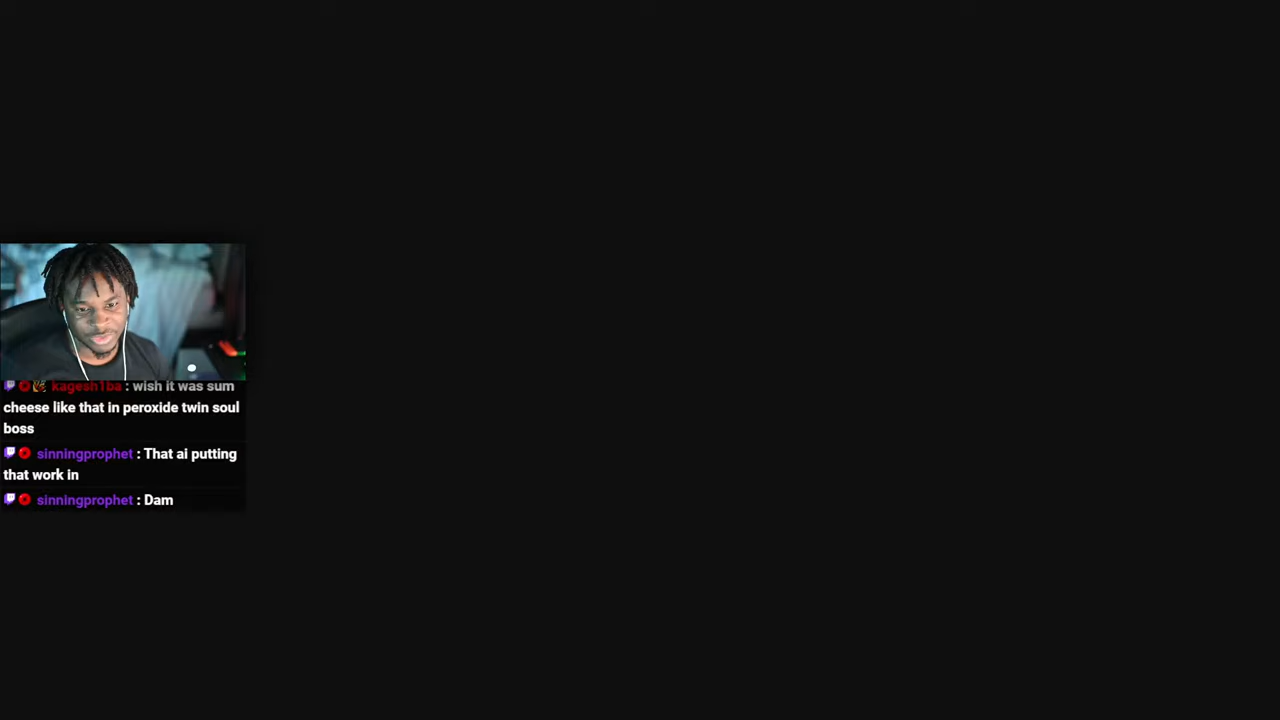 kagesh1ba : wish it was sum
cheese like that in peroxide twin soul
boss
sinningprophet : That ai putting
that work in
sinningprophet : Dam